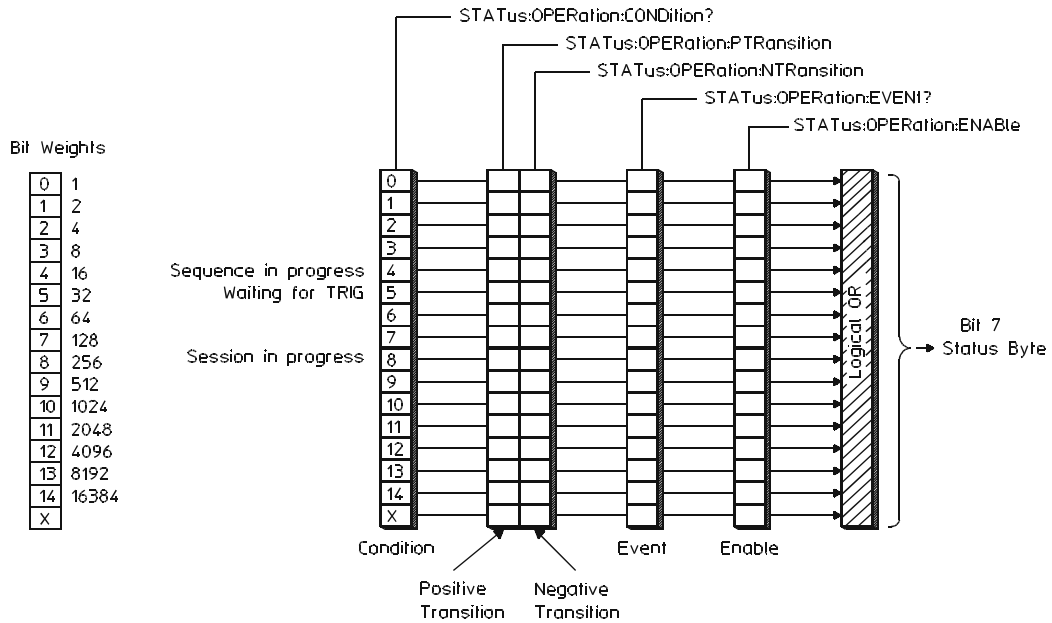 STATus:OPERation:CONDition?
STATus:OPERation:PTRansition
STATus:OPERation:NTRansition
STATus:OPERation:EVENt?
STATus:OPERation:ENABle
Bit Weights
0 1
1 2
2 4
3 8
4 16
5 32
6 64
7 128
8 256
9 512
10 1024
11 2048
12 4096
13 8192
14 16384
X
Sequence in progress
Waiting for TRIG
Session in progress
0
1
2
3
4
5
6
7
8
9
10
11
12
13
14
X
Logical OR
Bit 7
Status Byte
Condition
Event
Enable
Positive
Transition
Negative
Transition